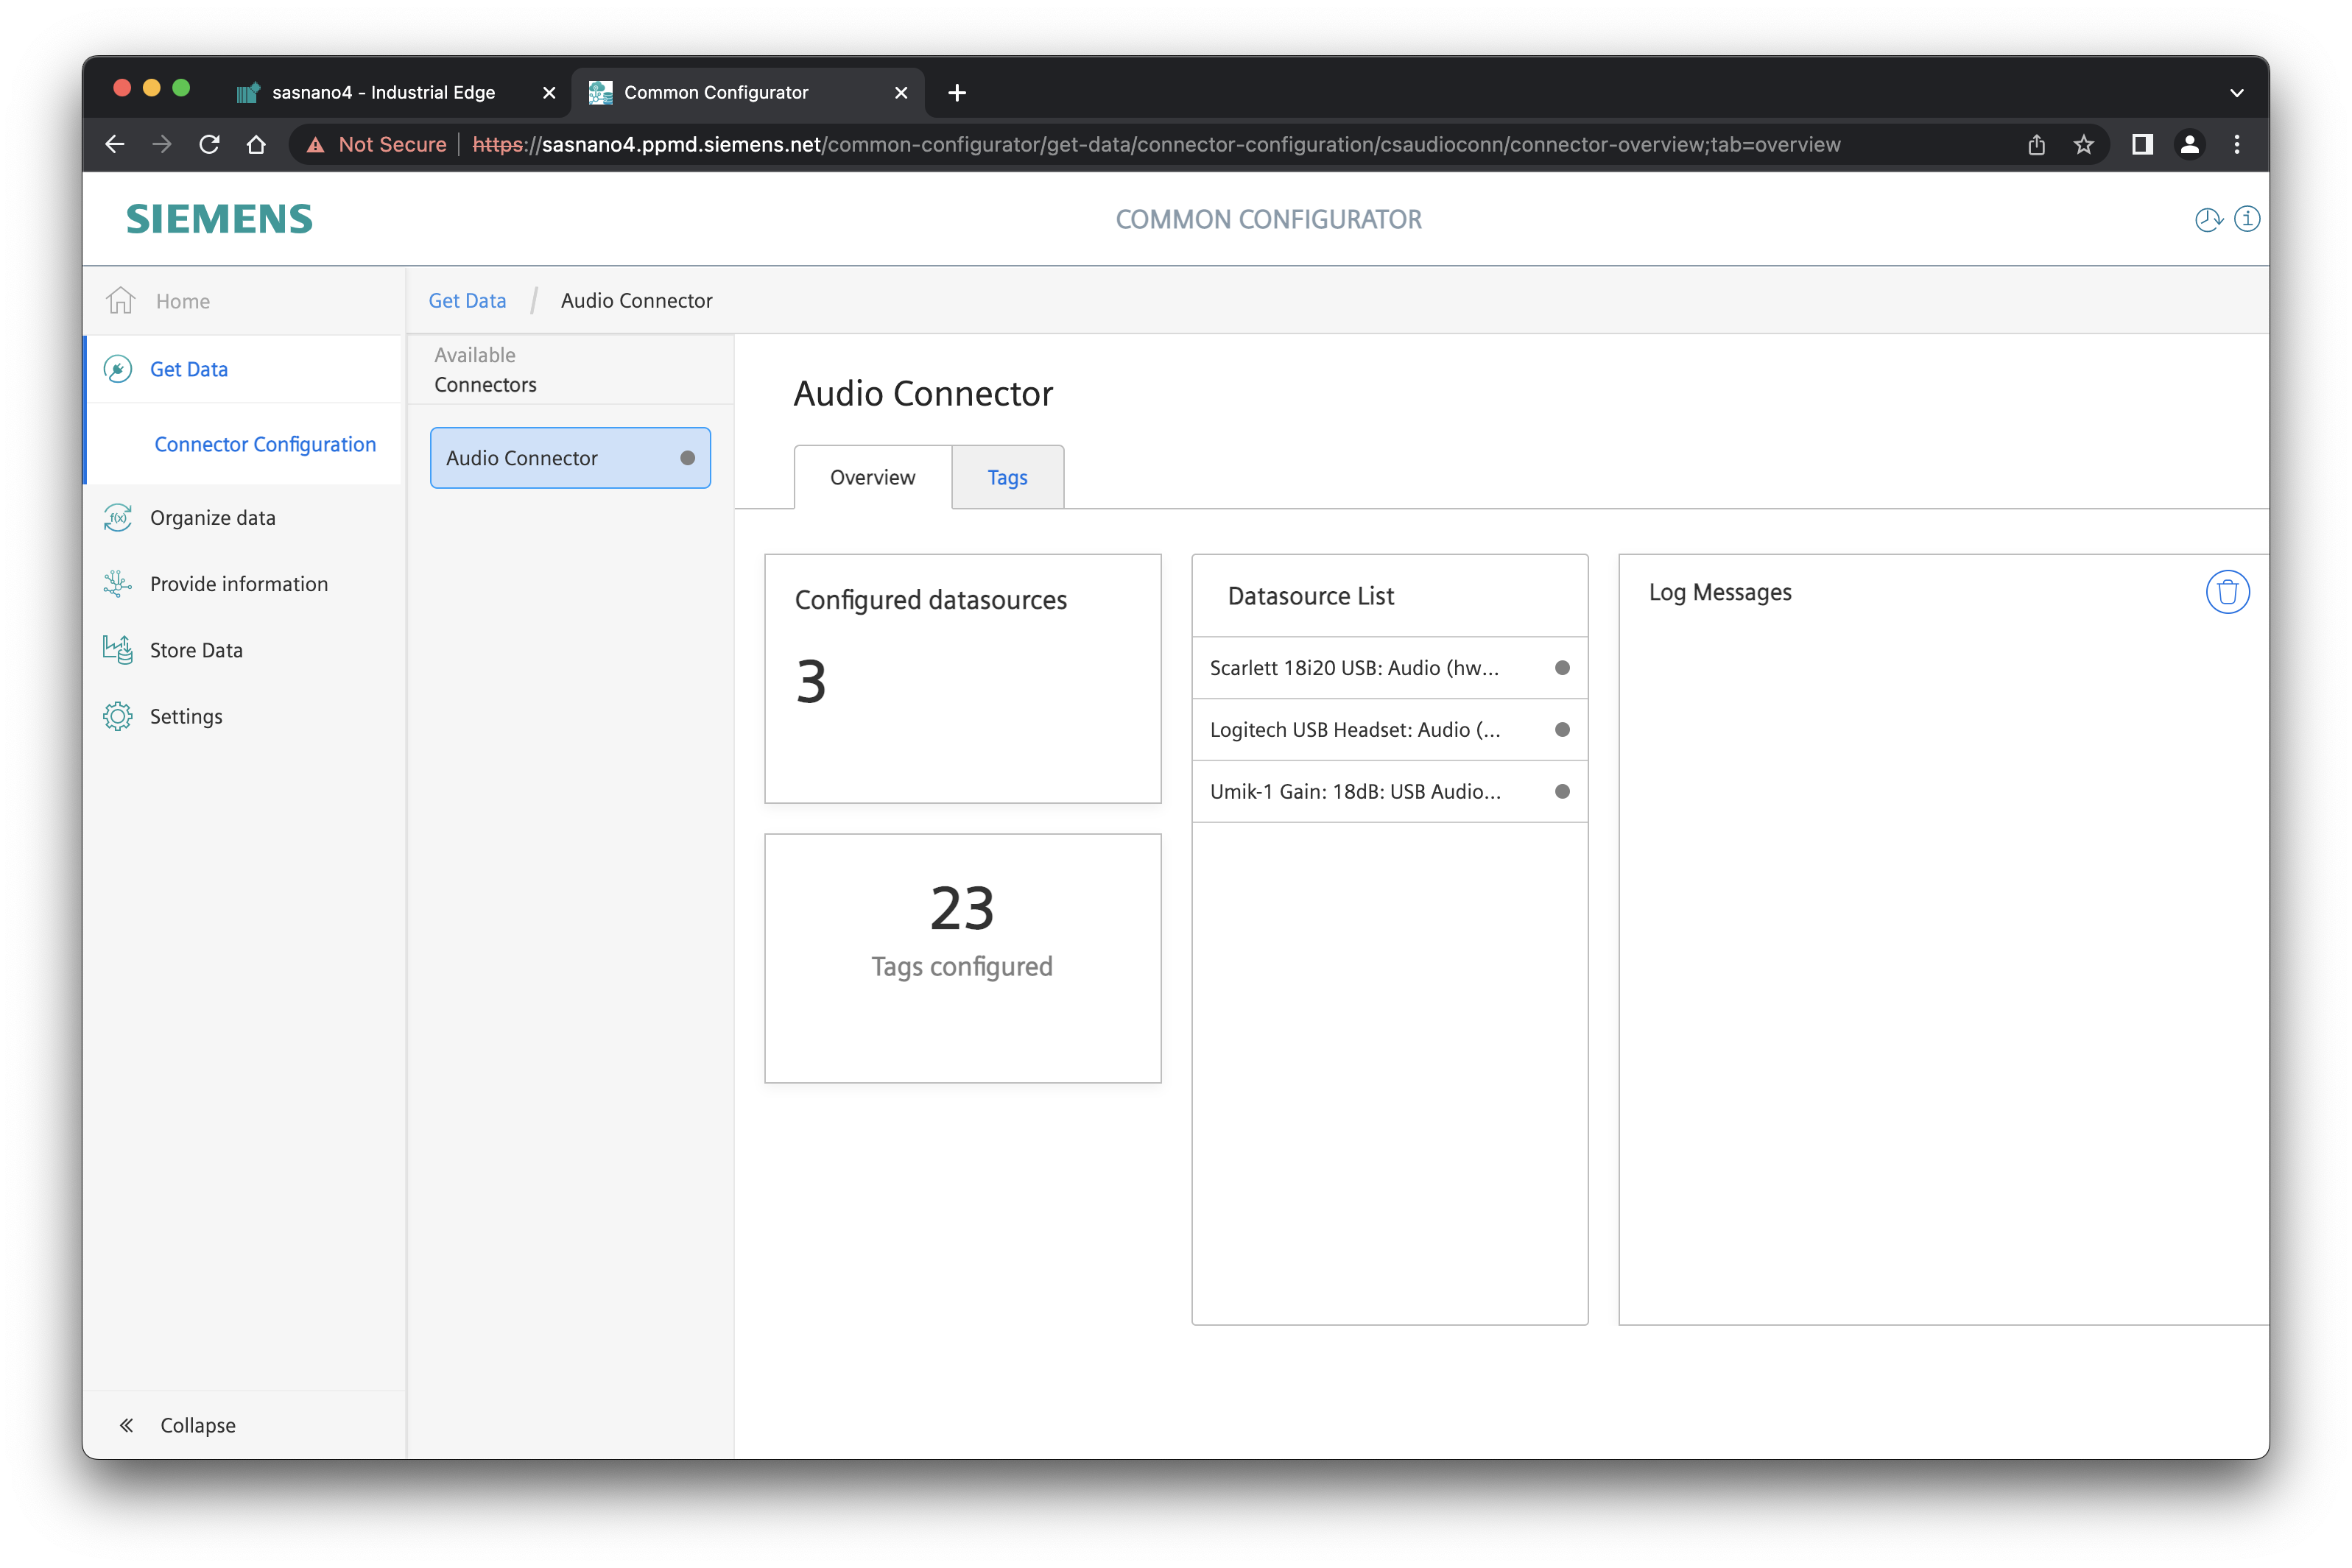 sasnano4 - Industrial Edge
Common Configurator
Not Secure
https://sasnano4.ppmd.siemens.net/common-configurator/get-data/connector-configuration/csaudioconn/connector-overview;tab=overview
SIEMENS
COMMON CONFIGURATOR
Home
Get Data
Connector Configuration
f(x)
Organize data
Provide information
Store Data
Settings
Collapse
Get Data / Audio Connector
Available
Connectors
Audio Connector
Audio Connector
Overview
Tags
Configured datasources
3
23
Tags configured
Datasource List
Scarlett 18i20 USB: Audio (hw...
Logitech USB Headset: Audio (...
Umik-1 Gain: 18dB: USB Audio...
Log Messages